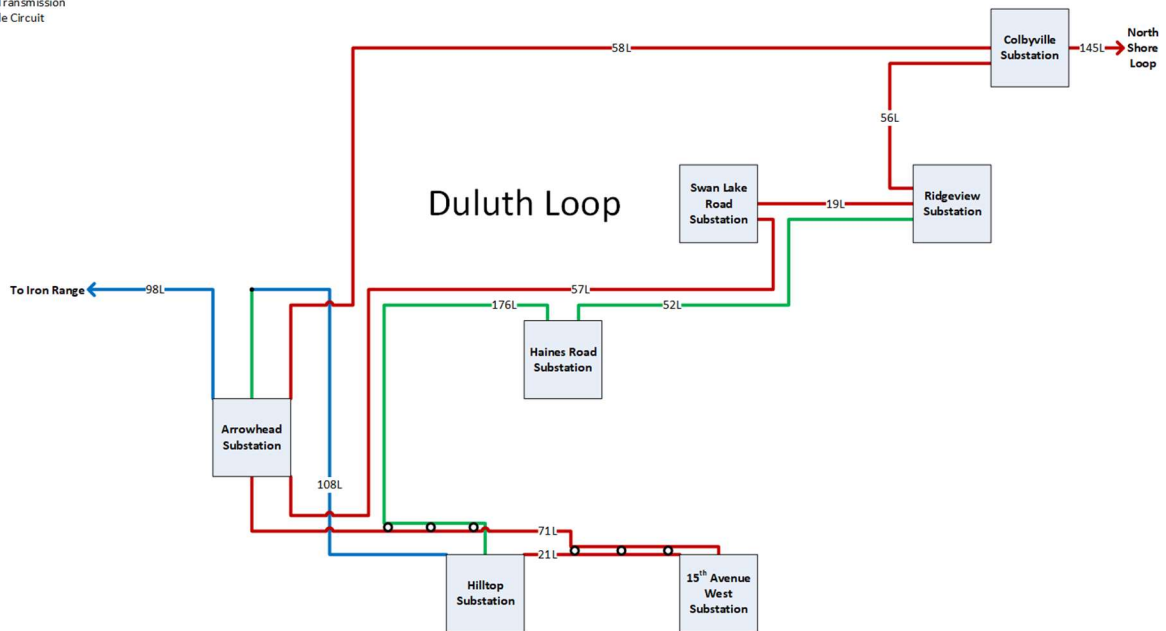 Transmission
le Circuit
58L
Colbyville
Substation
145L
North
Shore
Loop
56L
Duluth Loop
Swan Lake
Road
Substation
19L
Ridgeview
Substation
To Iron Range
98L
57L
176L
52L
Haines Road
Substation
Arrowhead
Substation
108L
71L
21L
Hilltop
Substation
15th Avenue
West
Substation